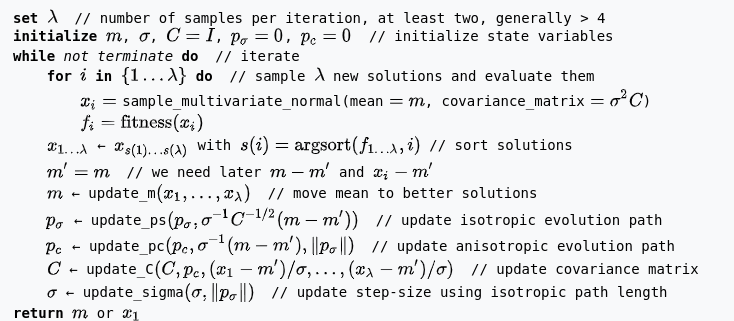 set λ // number of samples per iteration, at least two, generally > 4
initialize m, σ, C = I, p_σ = 0, p_c = 0 // initialize state variables
while not terminate do // iterate
for i in {1…λ} do // sample λ new solutions and evaluate them
x_i = sample_multivariate_normal(mean = m, covariance_matrix = σ²C)
f_i = fitness(x_i)
x_{1…λ} ← x_{s(1)…s(λ)} with s(i) = argsort(f_{1…λ}, i) // sort solutions
m′ = m // we need later m − m′ and x_i − m′
m ← update_m(x_1, …, x_λ) // move mean to better solutions
p_σ ← update_ps(p_σ, σ^{−1}C^{−1/2}(m − m′)) // update isotropic evolution path
p_c ← update_pc(p_c, σ^{−1}(m − m′), ‖p_σ‖) // update anisotropic evolution path
C ← update_C(C, p_c, (x_1 − m′)/σ, …, (x_λ − m′)/σ) // update covariance matrix
σ ← update_sigma(σ, ‖p_σ‖) // update step-size using isotropic path length
return m or x_1